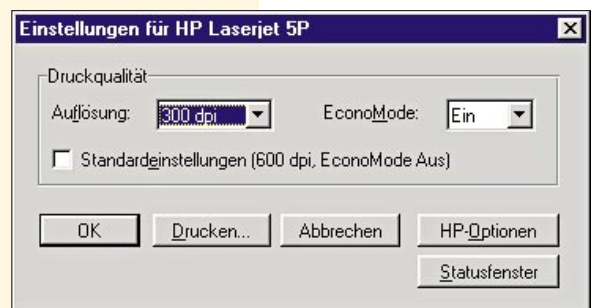 Einstellungen für HP Laserjet 5P
Druckqualität
Auflösung: 300 dpi EconoMode: Ein
Standardeinstellungen (600 dpi, EconoMode Aus)
OK Drucken... Abbrechen HP-Optionen
Statusfenster